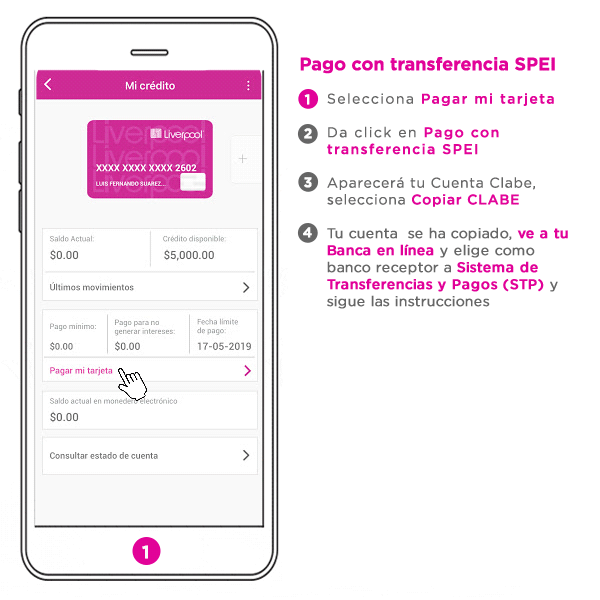 Mi crédito
Liverpool
Liverpool
Liverpool
XXXX XXXX XXXX 2602
LUIS FERNANDO SUAREZ...
+
Saldo Actual:
$0.00
Crédito disponible:
$5,000.00
Últimos movimientos
Pago mínimo:
$0.00
Pago para no
generar intereses:
$0.00
Fecha límite
de pago:
17-05-2019
Pagar mi tarjeta
Saldo actual en monedero electrónico
$0.00
Consultar estado de cuenta
1
Pago con transferencia SPEI
1 Selecciona Pagar mi tarjeta
2 Da click en Pago con
transferencia SPEI
3 Aparecerá tu Cuenta Clabe,
selecciona Copiar CLABE
4 Tu cuenta se ha copiado, ve a tu
Banca en línea y elige como
banco receptor a Sistema de
Transferencias y Pagos (STP) y
sigue las instrucciones